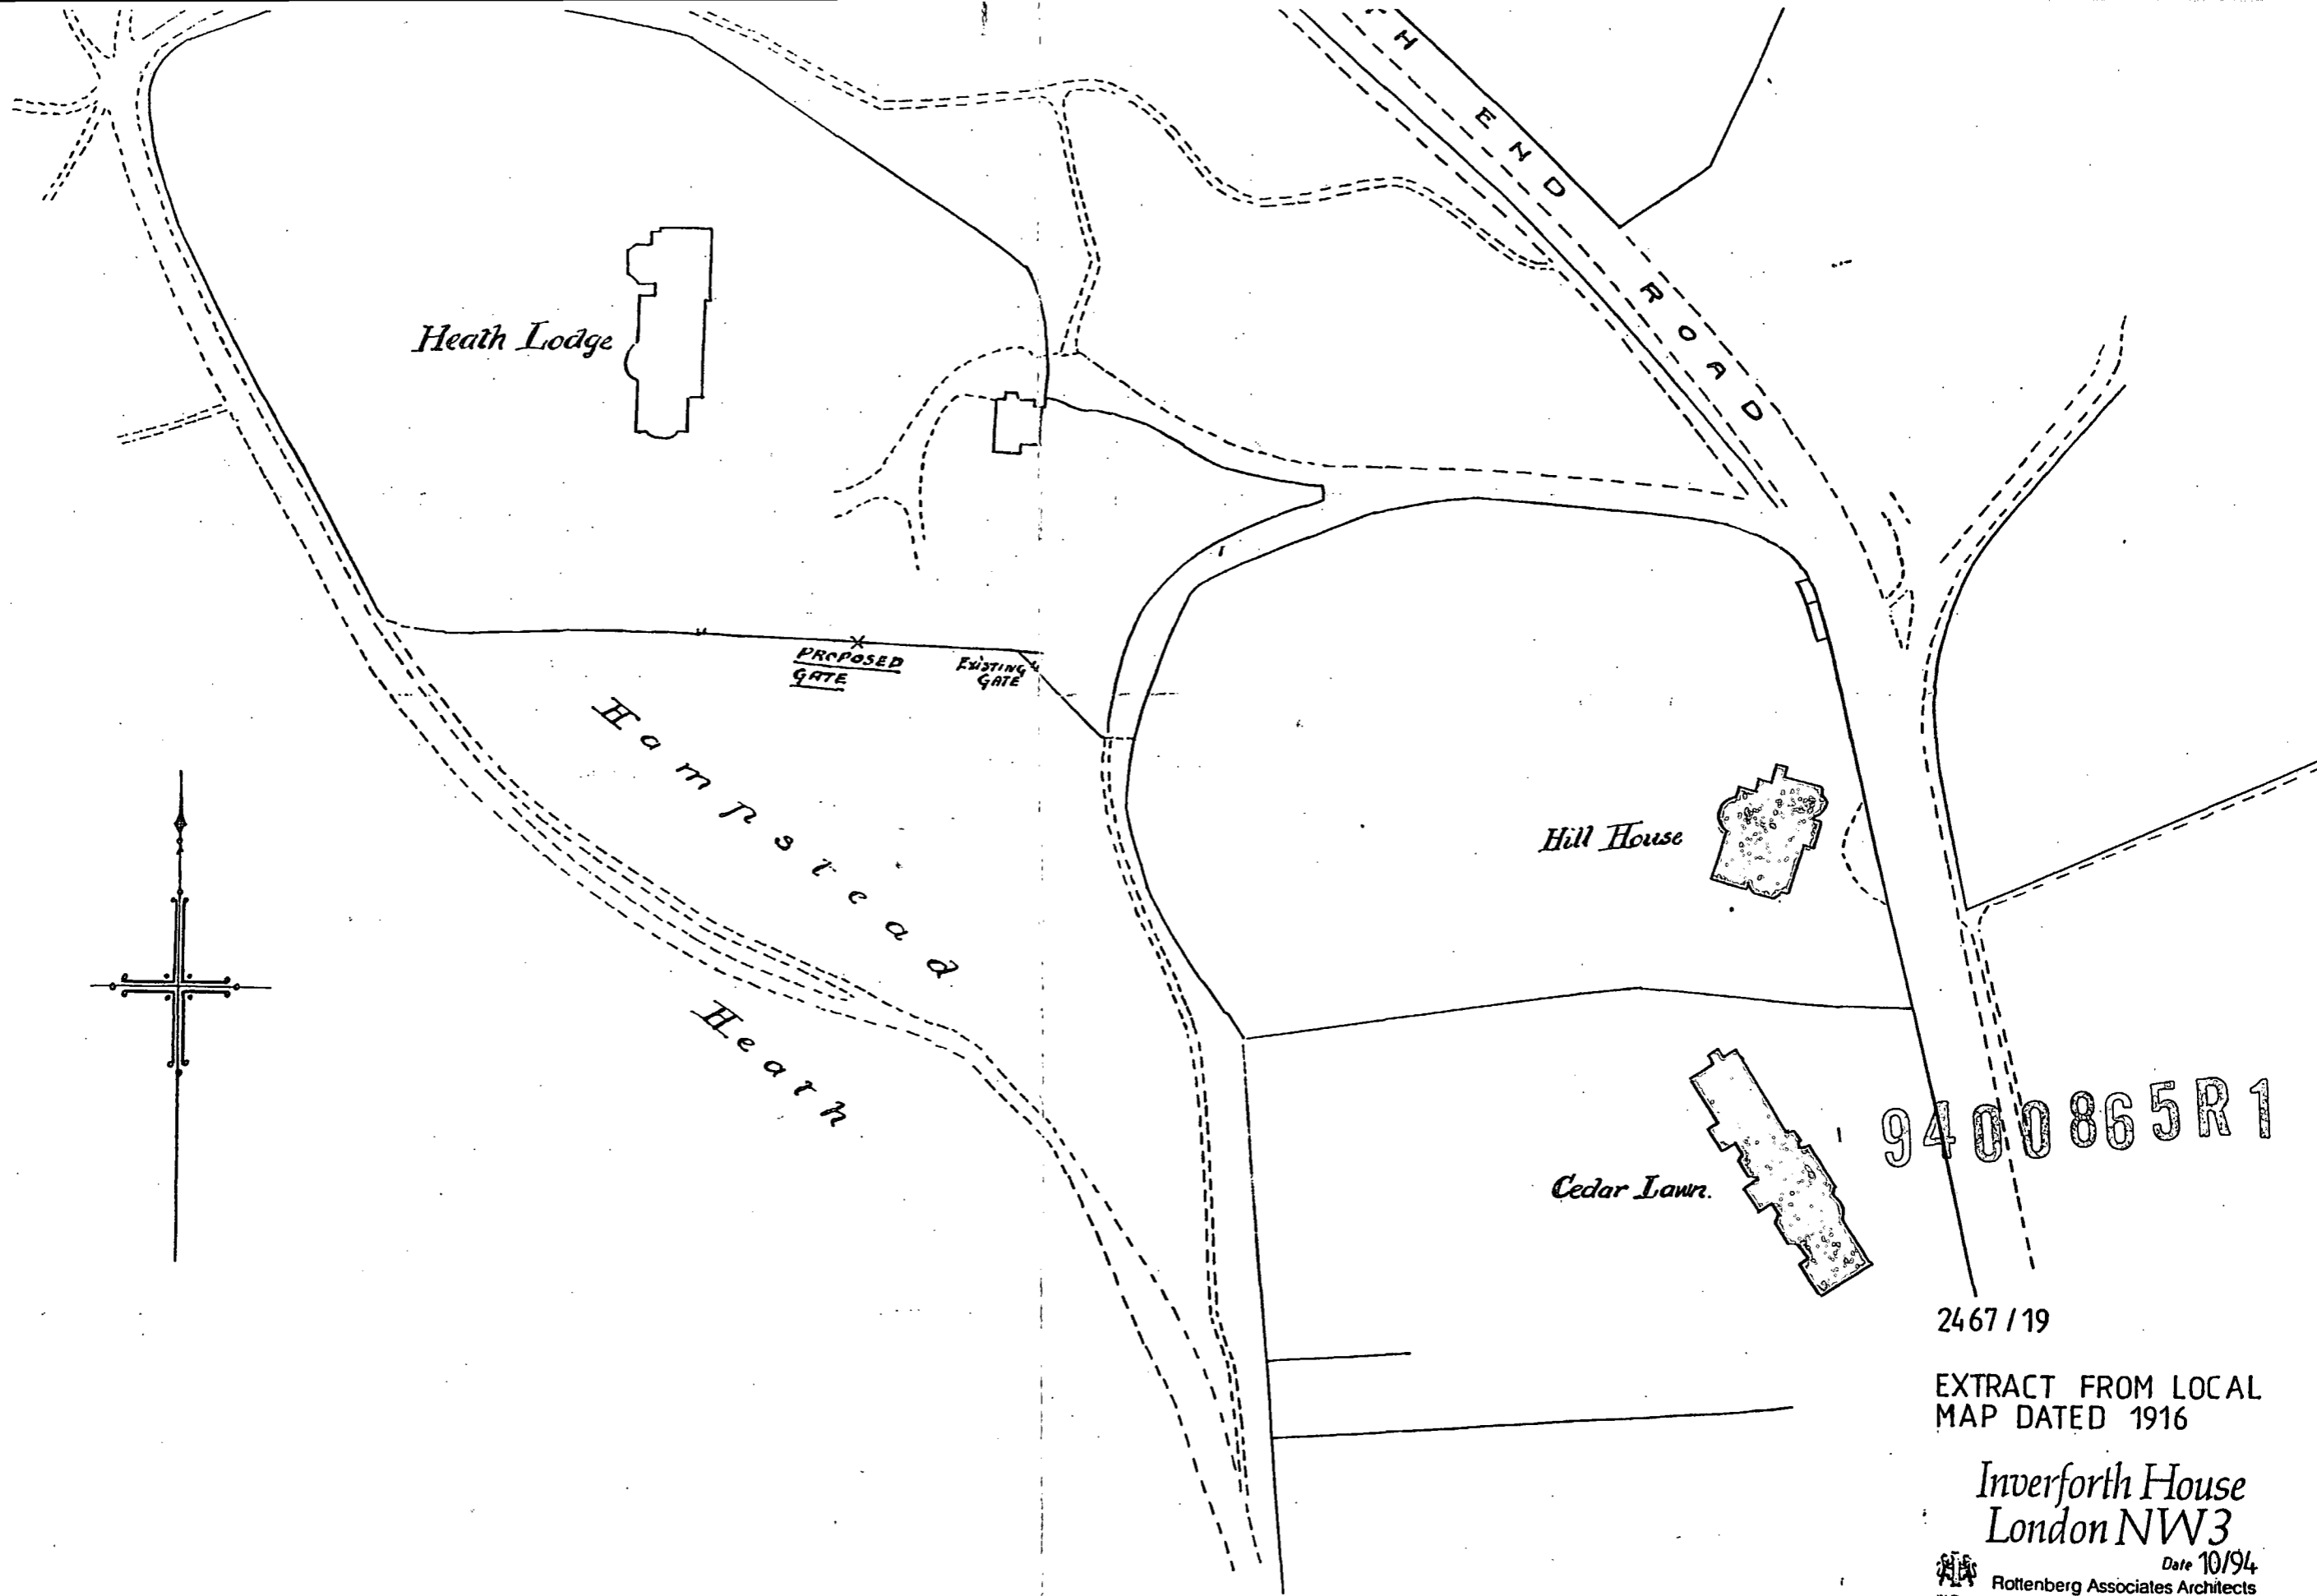 H END ROAD
Heath Lodge
PROPOSED
GATE
EXISTING
GATE
Hampstead
Heath
Hill House
Cedar Lawn.
9400865R1
2467/19
EXTRACT FROM LOCAL
MAP DATED 1916
Inverforth House
London NW3
Date 10/94
Rottenberg Associates Architects